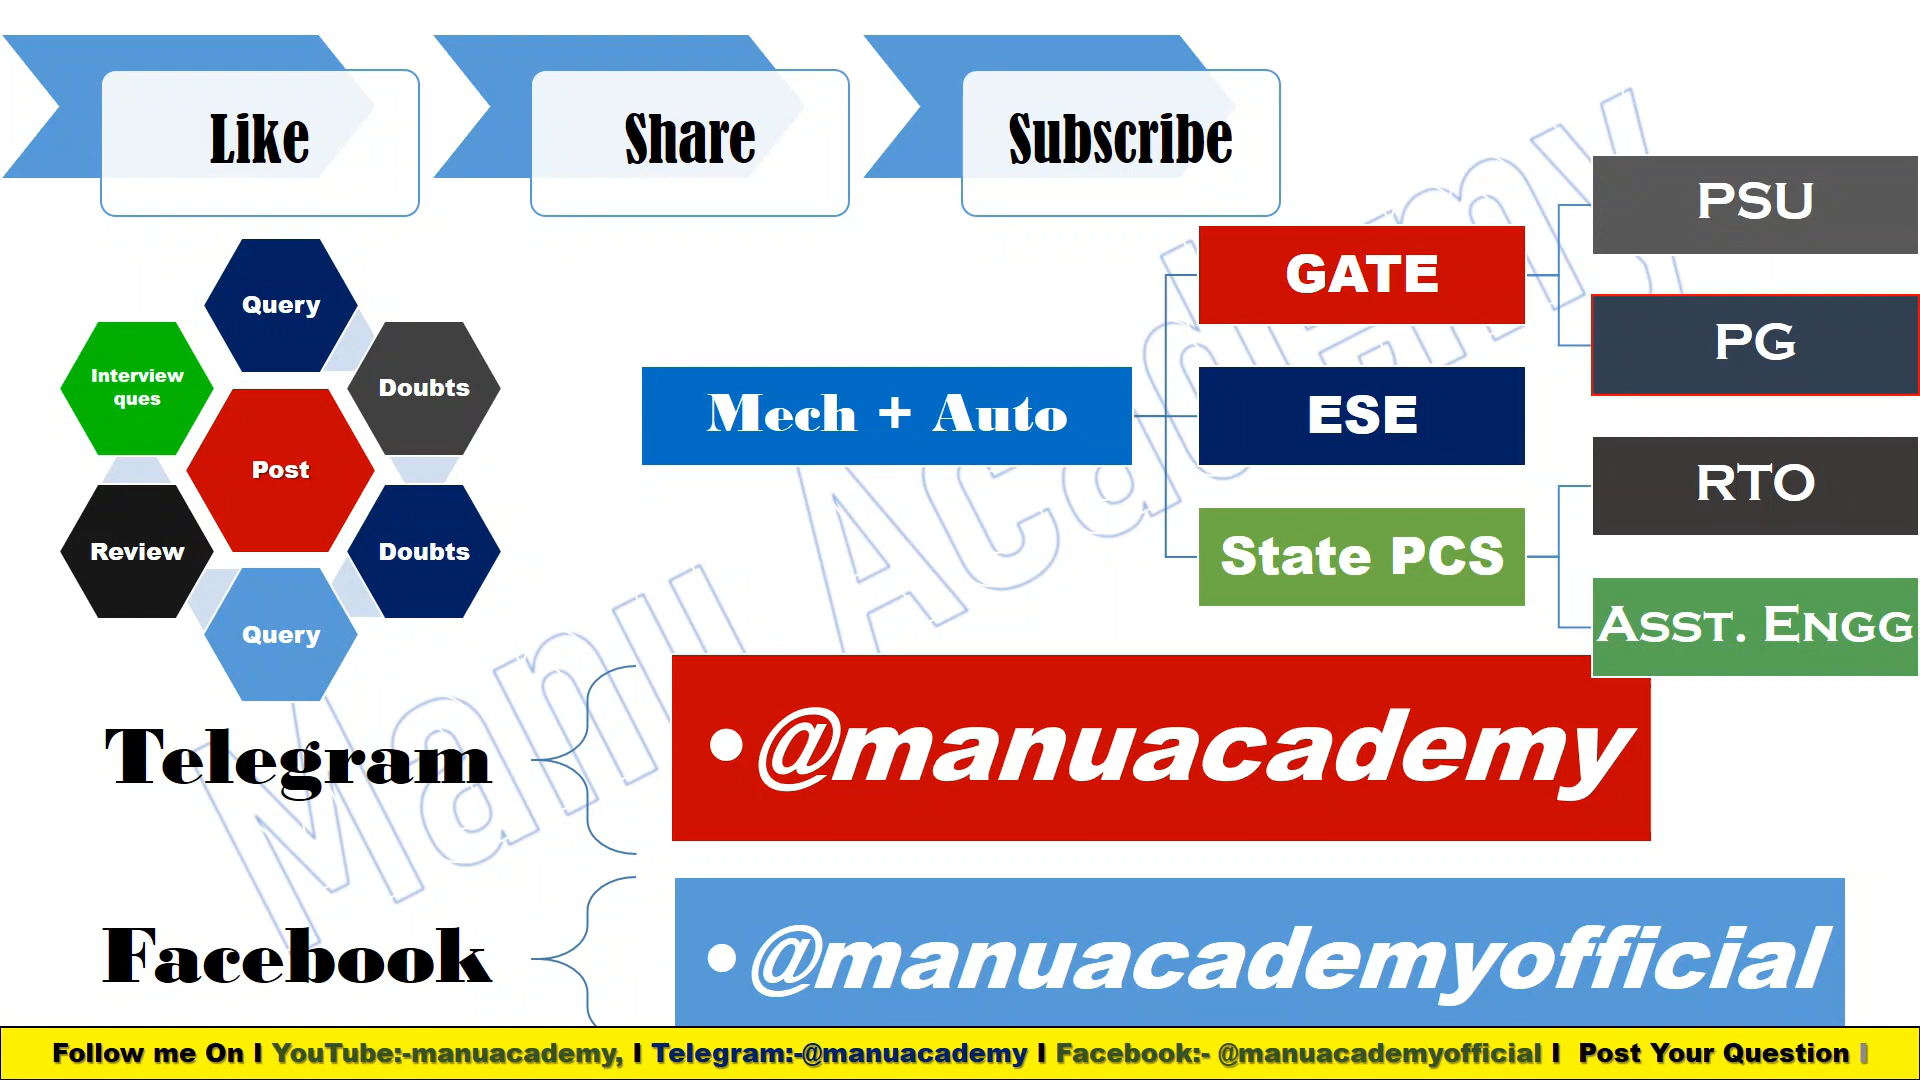 Like
Share
Subscribe
Query
Interview
ques
Doubts
Post
Review
Doubts
Query
Mech + Auto
GATE
ESE
State PCS
PSU
PG
RTO
Asst. Engg
Manu Academy
Telegram
•@manuacademy
Facebook
•@manuacademyofficial
Follow me On I YouTube:-manuacademy, I Telegram:-@manuacademy I Facebook:- @manuacademyofficial I Post Your Question I